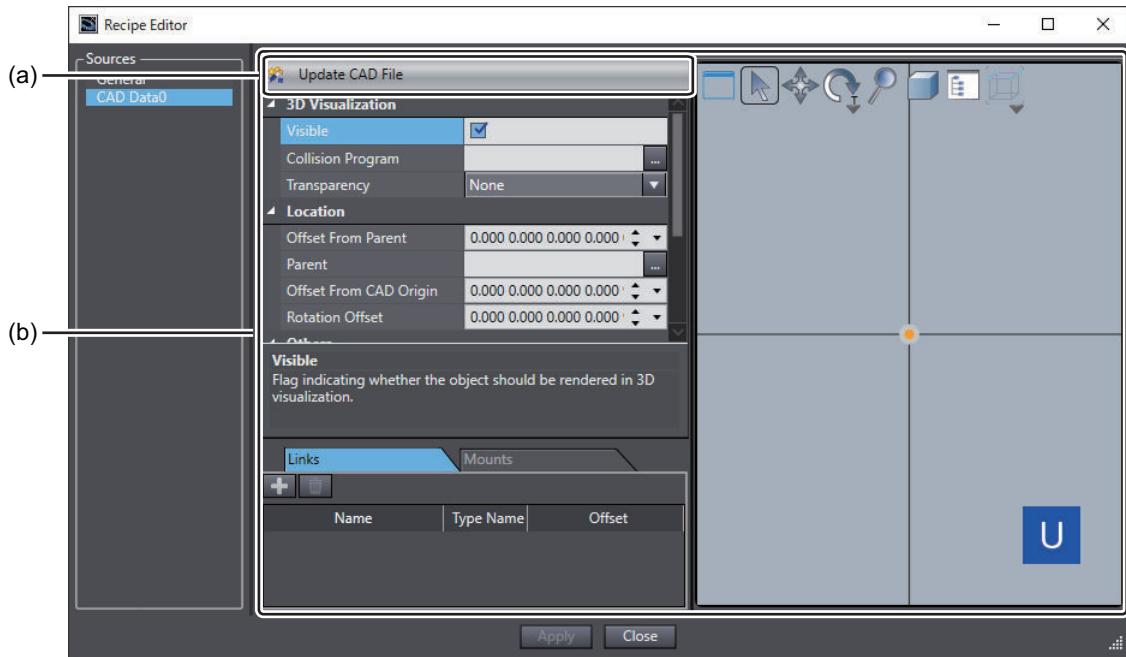 Recipe Editor
Sources
General
CAD Data0
(a)
Update CAD File
3D Visualization
Visible
Collision Program
...
Transparency
None
Location
Offset From Parent
0.000 0.000 0.000 0.000
Parent
...
Offset From CAD Origin
0.000 0.000 0.000 0.000
Rotation Offset
0.000 0.000 0.000 0.000
(b)
Others
Visible
Flag indicating whether the object should be rendered in 3D
visualization.
Links
Mounts
Name
Type Name
Offset
U
Apply
Close